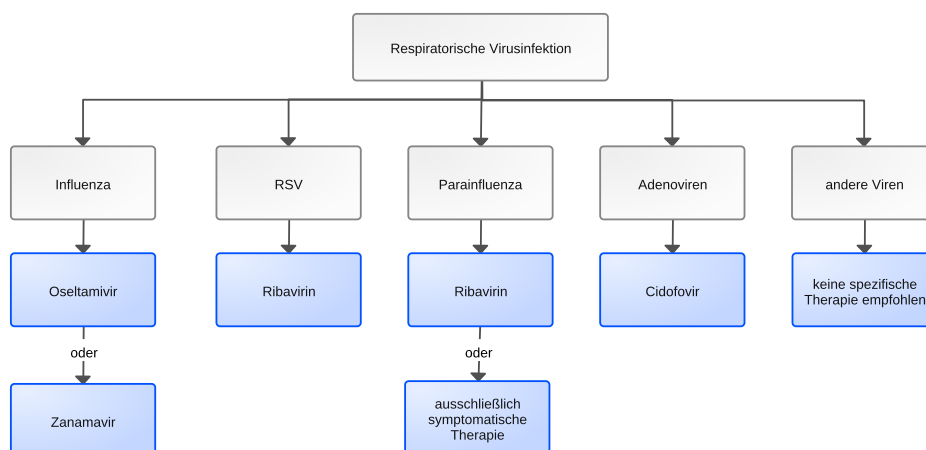 Respiratorische Virusinfektion
Influenza
RSV
Parainfluenza
Adenoviren
andere Viren
Oseltamivir
Ribavirin
Ribavirin
Cidofovir
keine spezifische
Therapie empfohlen
oder
oder
Zanamavir
ausschließlich
symptomatische
Therapie